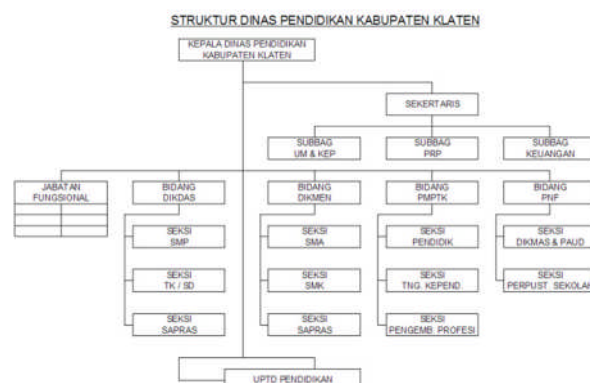 STRUKTUR DINAS PENDIDIKAN KABUPATEN KLATEN
KEPALA DINAS PENDIDIKAN
KABUPATEN KLATEN
SEKERTARIS
SUBBAG
UM & KEP
SUBBAG
PRP
SUBBAG
KEUANGAN
JABATAN
FUNGSIONAL
BIDANG
DIKDAS
BIDANG
DIKMEN
BIDANG
PMPTK
BIDANG
PNF
SEKSI
SMP
SEKSI
SMA
SEKSI
PENDIDIK
SEKSI
DIKMAS & PAUD
SEKSI
TK / SD
SEKSI
SMK
SEKSI
TNG. KEPEND.
SEKSI
PERPUST. SEKOLAH
SEKSI
SAPRAS
SEKSI
SAPRAS
SEKSI
PENGEMB. PROFESI
UPTD PENDIDIKAN